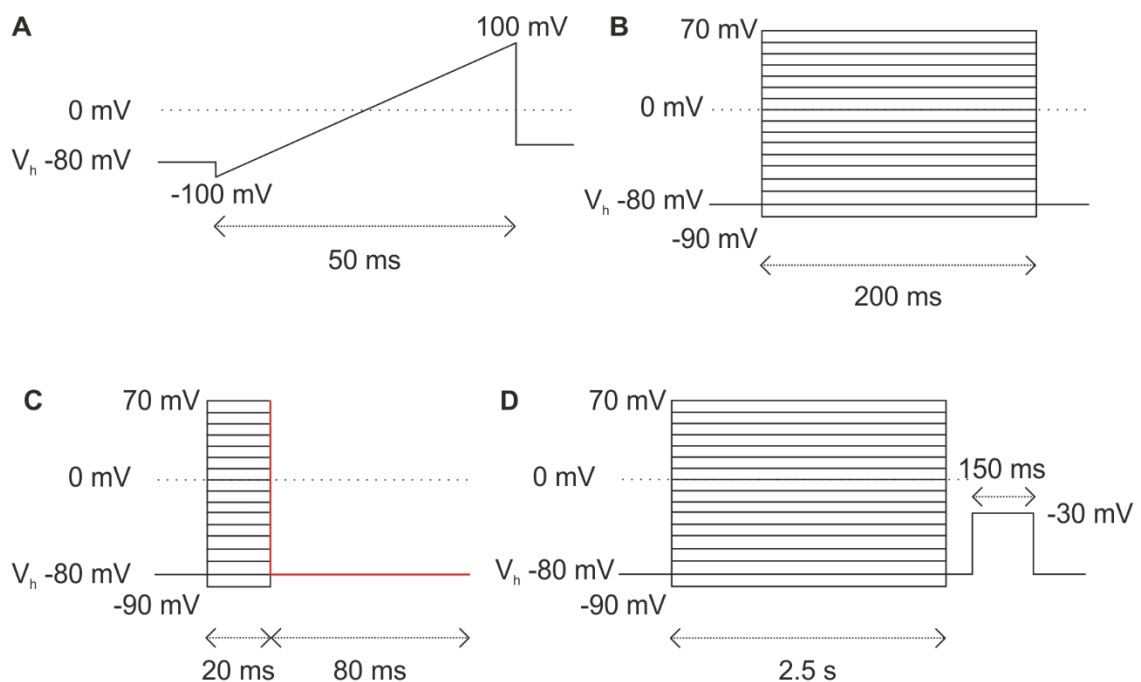 A
100 mV
0 mV
Vₕ -80 mV
-100 mV
50 ms
B
70 mV
0 mV
Vₕ -80 mV
-90 mV
200 ms
C
70 mV
0 mV
Vₕ -80 mV
-90 mV
20 ms
80 ms
D
70 mV
0 mV
150 ms
-30 mV
Vₕ -80 mV
-90 mV
2.5 s